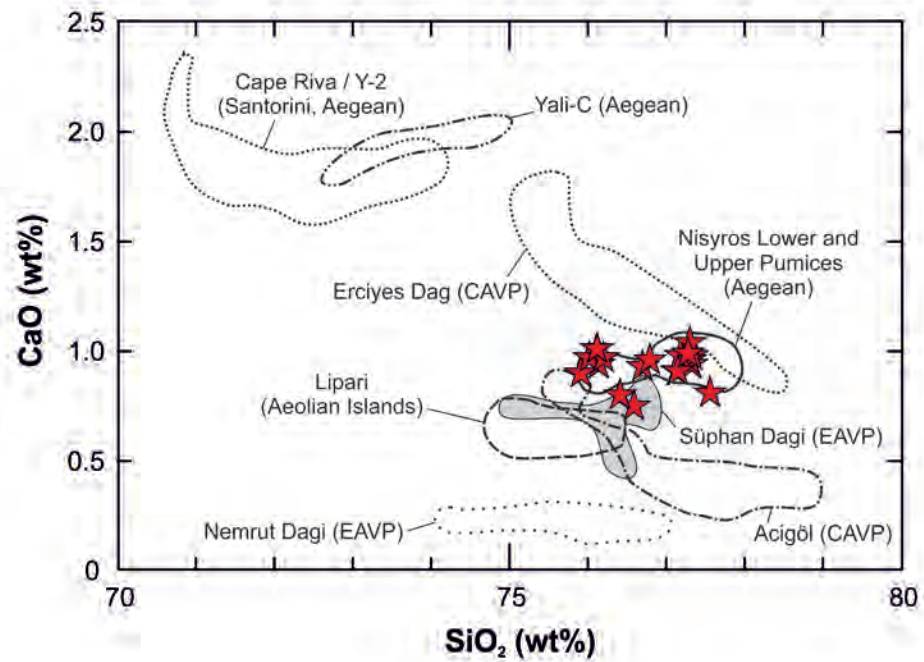 2.5
Cape Riva / Y-2
(Santorini, Aegean)
Yali-C (Aegean)
2.0
CaO (wt%)
1.5
Nisyros Lower and
Upper Pumices
(Aegean)
Erciyes Dag (CAVP)
1.0
Lipari
(Aeolian Islands)
Süphan Dagi (EAVP)
0.5
Nemrut Dagi (EAVP)
Acigöl (CAVP)
0
70
75
80
SiO₂ (wt%)